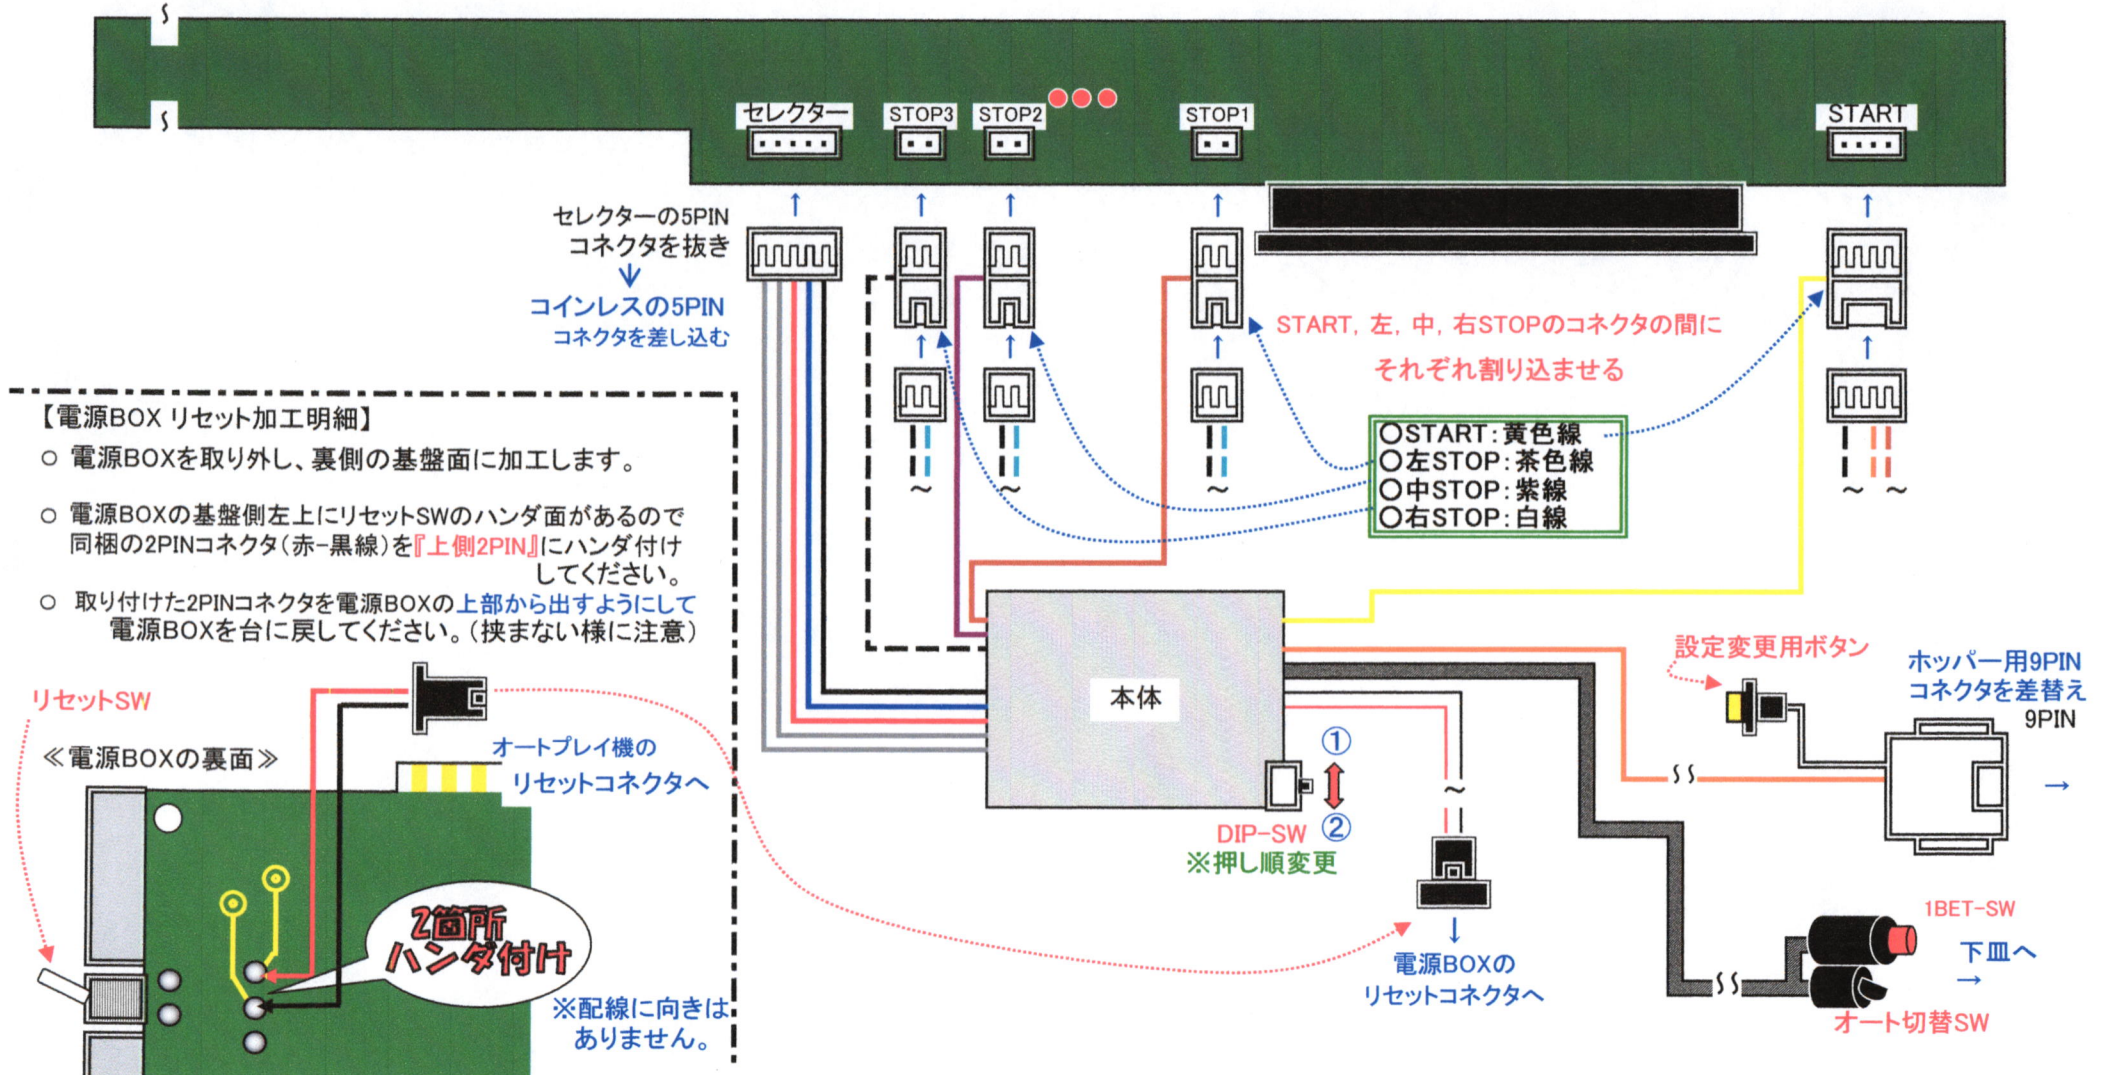 セレクター
STOP3
STOP2
STOP1
START
セレクターの5PIN
コネクタを抜き
コインレスの5PIN
コネクタを差し込む
START, 左, 中, 右STOPのコネクタの間に
それぞれ割り込ませる
〇START：黄色線
〇左STOP：茶色線
〇中STOP：紫線
〇右STOP：白線
【電源BOX リセット加工明細】
○ 電源BOXを取り外し、裏側の基盤面に加工します。
○ 電源BOXの基盤側左上にリセットSWのハンダ面があるので
同梱の2PINコネクタ（赤-黒線）を『上側2PIN』にハンダ付け
してください。
○ 取り付けた2PINコネクタを電源BOXの上部から出すようにして
電源BOXを台に戻してください。（挟まない様に注意）
リセットSW
≪電源BOXの裏面≫
オートプレイ機の
リセットコネクタへ
2箇所
ハンダ付け
※配線に向きは
ありません。
本体
①
②
DIP-SW
※押し順変更
電源BOXの
リセットコネクタへ
設定変更用ボタン
ホッパー用9PIN
コネクタを差替え
9PIN
→
1BET-SW
下皿へ
→
オート切替SW